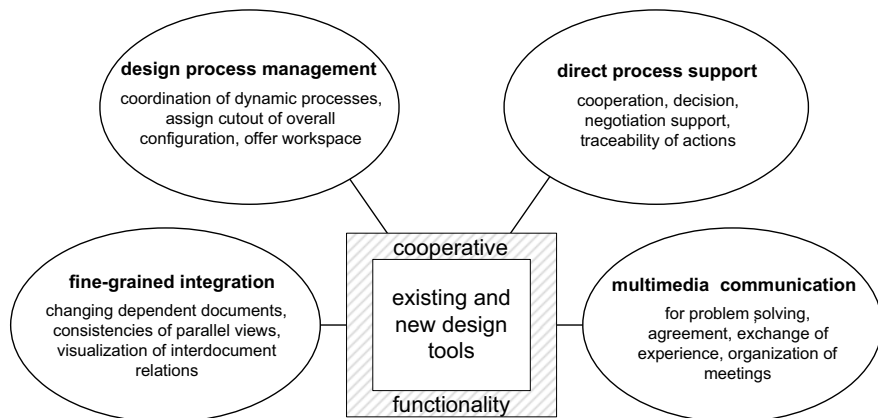 design process management
coordination of dynamic processes,
assign cutout of overall
configuration, offer workspace
direct process support
cooperation, decision,
negotiation support,
traceability of actions
cooperative
existing and
new design
tools
functionality
fine-grained integration
changing dependent documents,
consistencies of parallel views,
visualization of interdocument
relations
multimedia communication
for problem solving,
agreement, exchange of
experience, organization of
meetings